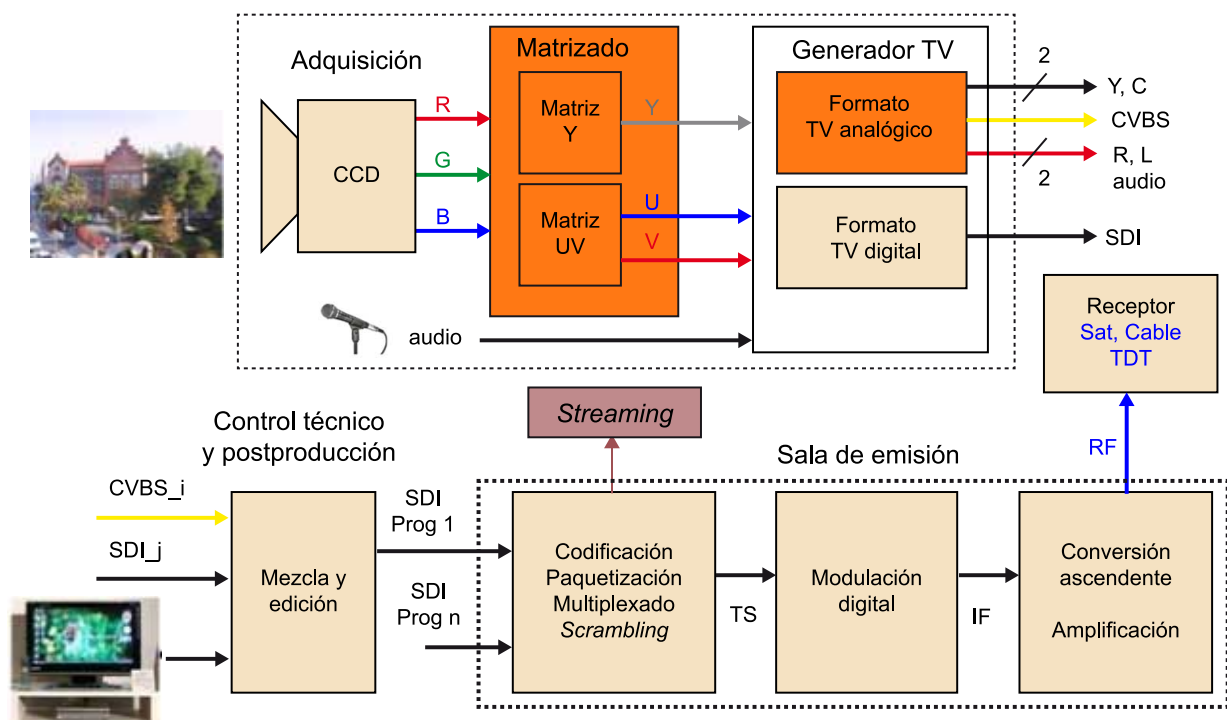 Adquisición
Matrizado
Generador TV
CCD
R
G
B
Matriz
Y
Matriz
UV
Y
U
V
Formato
TV analógico
Formato
TV digital
2
Y, C
CVBS
R, L
audio
2
SDI
audio
Receptor
Sat, Cable
TDT
RF
Streaming
Control técnico
y postproducción
Sala de emisión
CVBS_i
SDI_j
Mezcla y
edición
SDI
Prog 1
SDI
Prog n
Codificación
Paquetización
Multiplexado
Scrambling
TS
Modulación
digital
IF
Conversión
ascendente
Amplificación